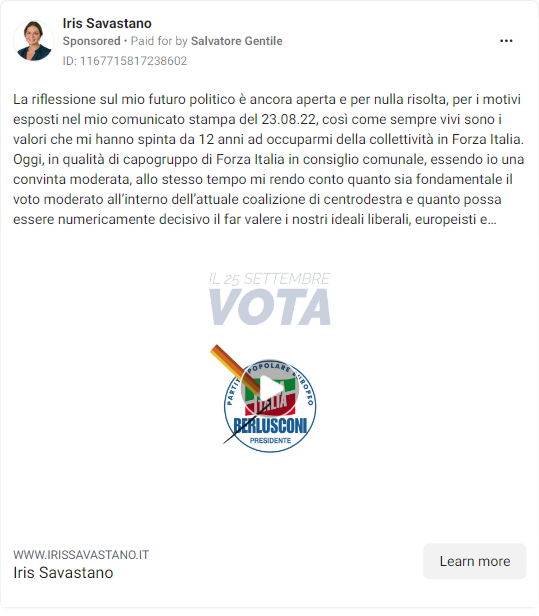 Iris Savastano
Sponsored • Paid for by Salvatore Gentile
ID: 1167715817238602
La riflessione sul mio futuro politico è ancora aperta e per nulla risolta, per i motivi
esposti nel mio comunicato stampa del 23.08.22, così come sempre vivi sono i
valori che mi hanno spinta da 12 anni ad occuparmi della collettività in Forza Italia.
Oggi, in qualità di capogruppo di Forza Italia in consiglio comunale, essendo io una
convinta moderata, allo stesso tempo mi rendo conto quanto sia fondamentale il
voto moderato all’interno dell’attuale coalizione di centrodestra e quanto possa
essere numericamente decisivo il far valere i nostri ideali liberali, europeisti e…
IL 25 SETTEMBRE
VOTA
PARTITO POPOLARE EUROPEO
ITALIA
BERLUSCONI
PRESIDENTE
WWW.IRISSAVASTANO.IT
Iris Savastano
Learn more